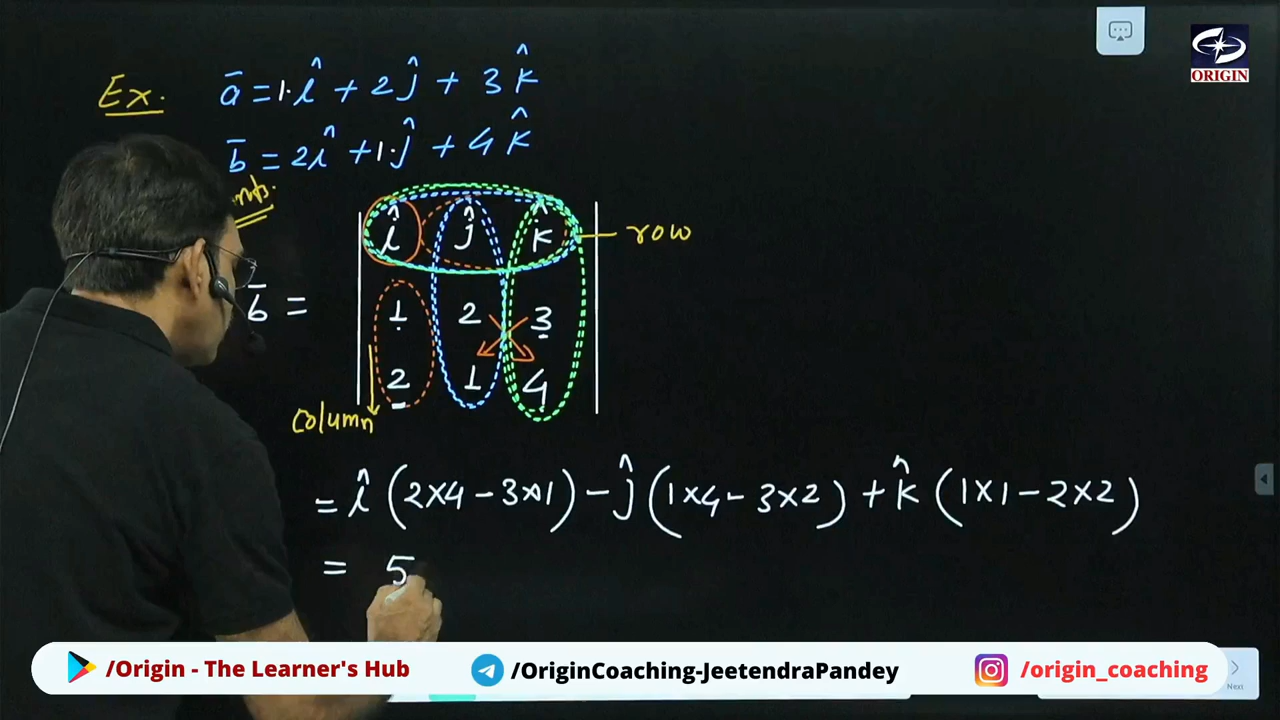 ORIGIN
Ex. a̅ = 1·î + 2ĵ + 3k̂
b̅ = 2î + 1·ĵ + 4k̂
î ĵ k̂ row
b̅ = 1 2 3
2 1 4
column
= î (2×4 − 3×1) − ĵ (1×4 − 3×2) + k̂ (1×1 − 2×2)
= 5
/Origin - The Learner's Hub
/OriginCoaching-JeetendraPandey
/origin_coaching
Next